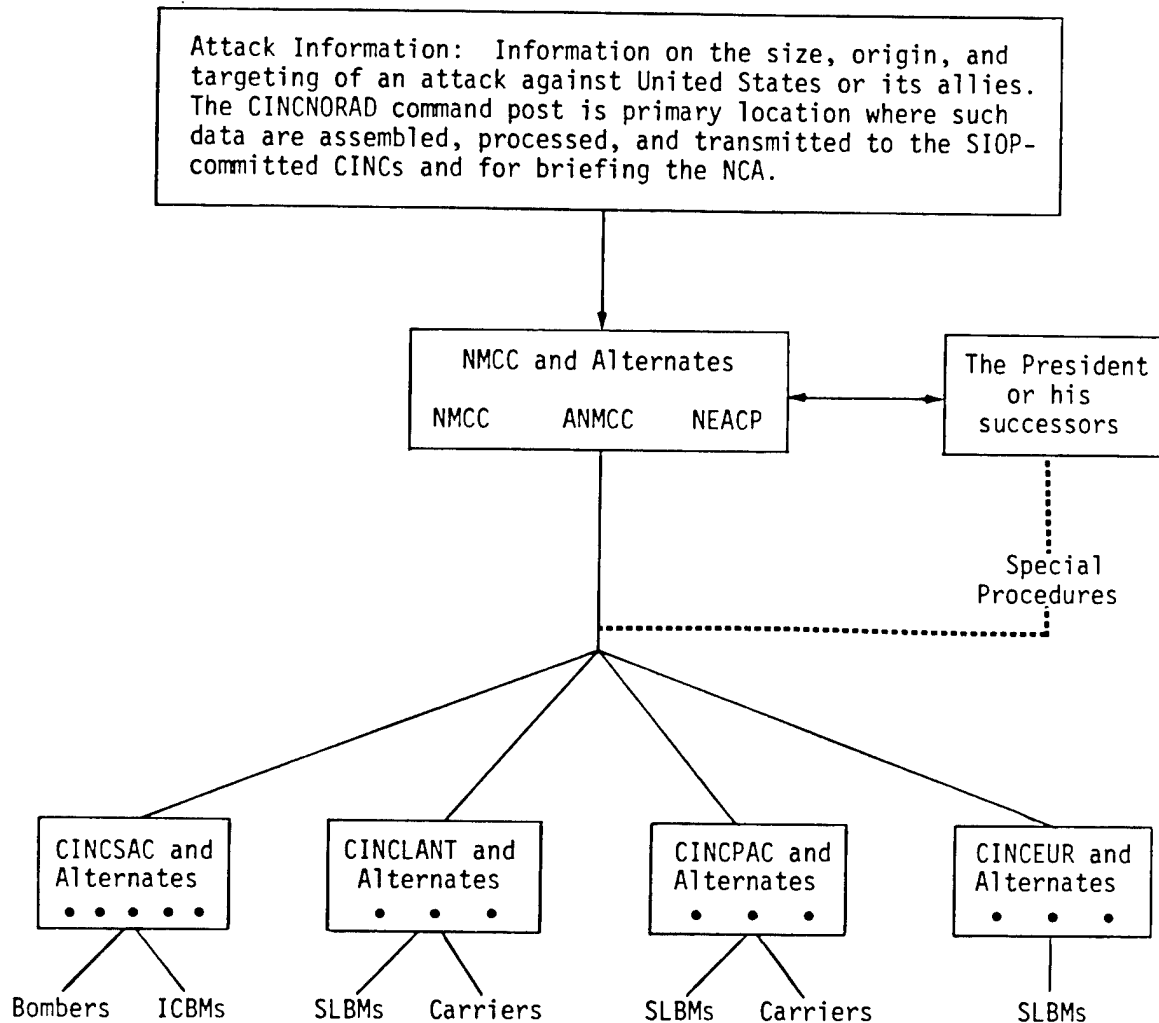 Attack Information: Information on the size, origin, and
targeting of an attack against United States or its allies.
The CINCNORAD command post is primary location where such
data are assembled, processed, and transmitted to the SIOP-
committed CINCs and for briefing the NCA.
NMCC and Alternates
NMCC ANMCC NEACP
The President
or his
successors
Special
Procedures
CINCSAC and
Alternates
CINCLANT and
Alternates
CINCPAC and
Alternates
CINCEUR and
Alternates
Bombers ICBMs SLBMs Carriers SLBMs Carriers SLBMs